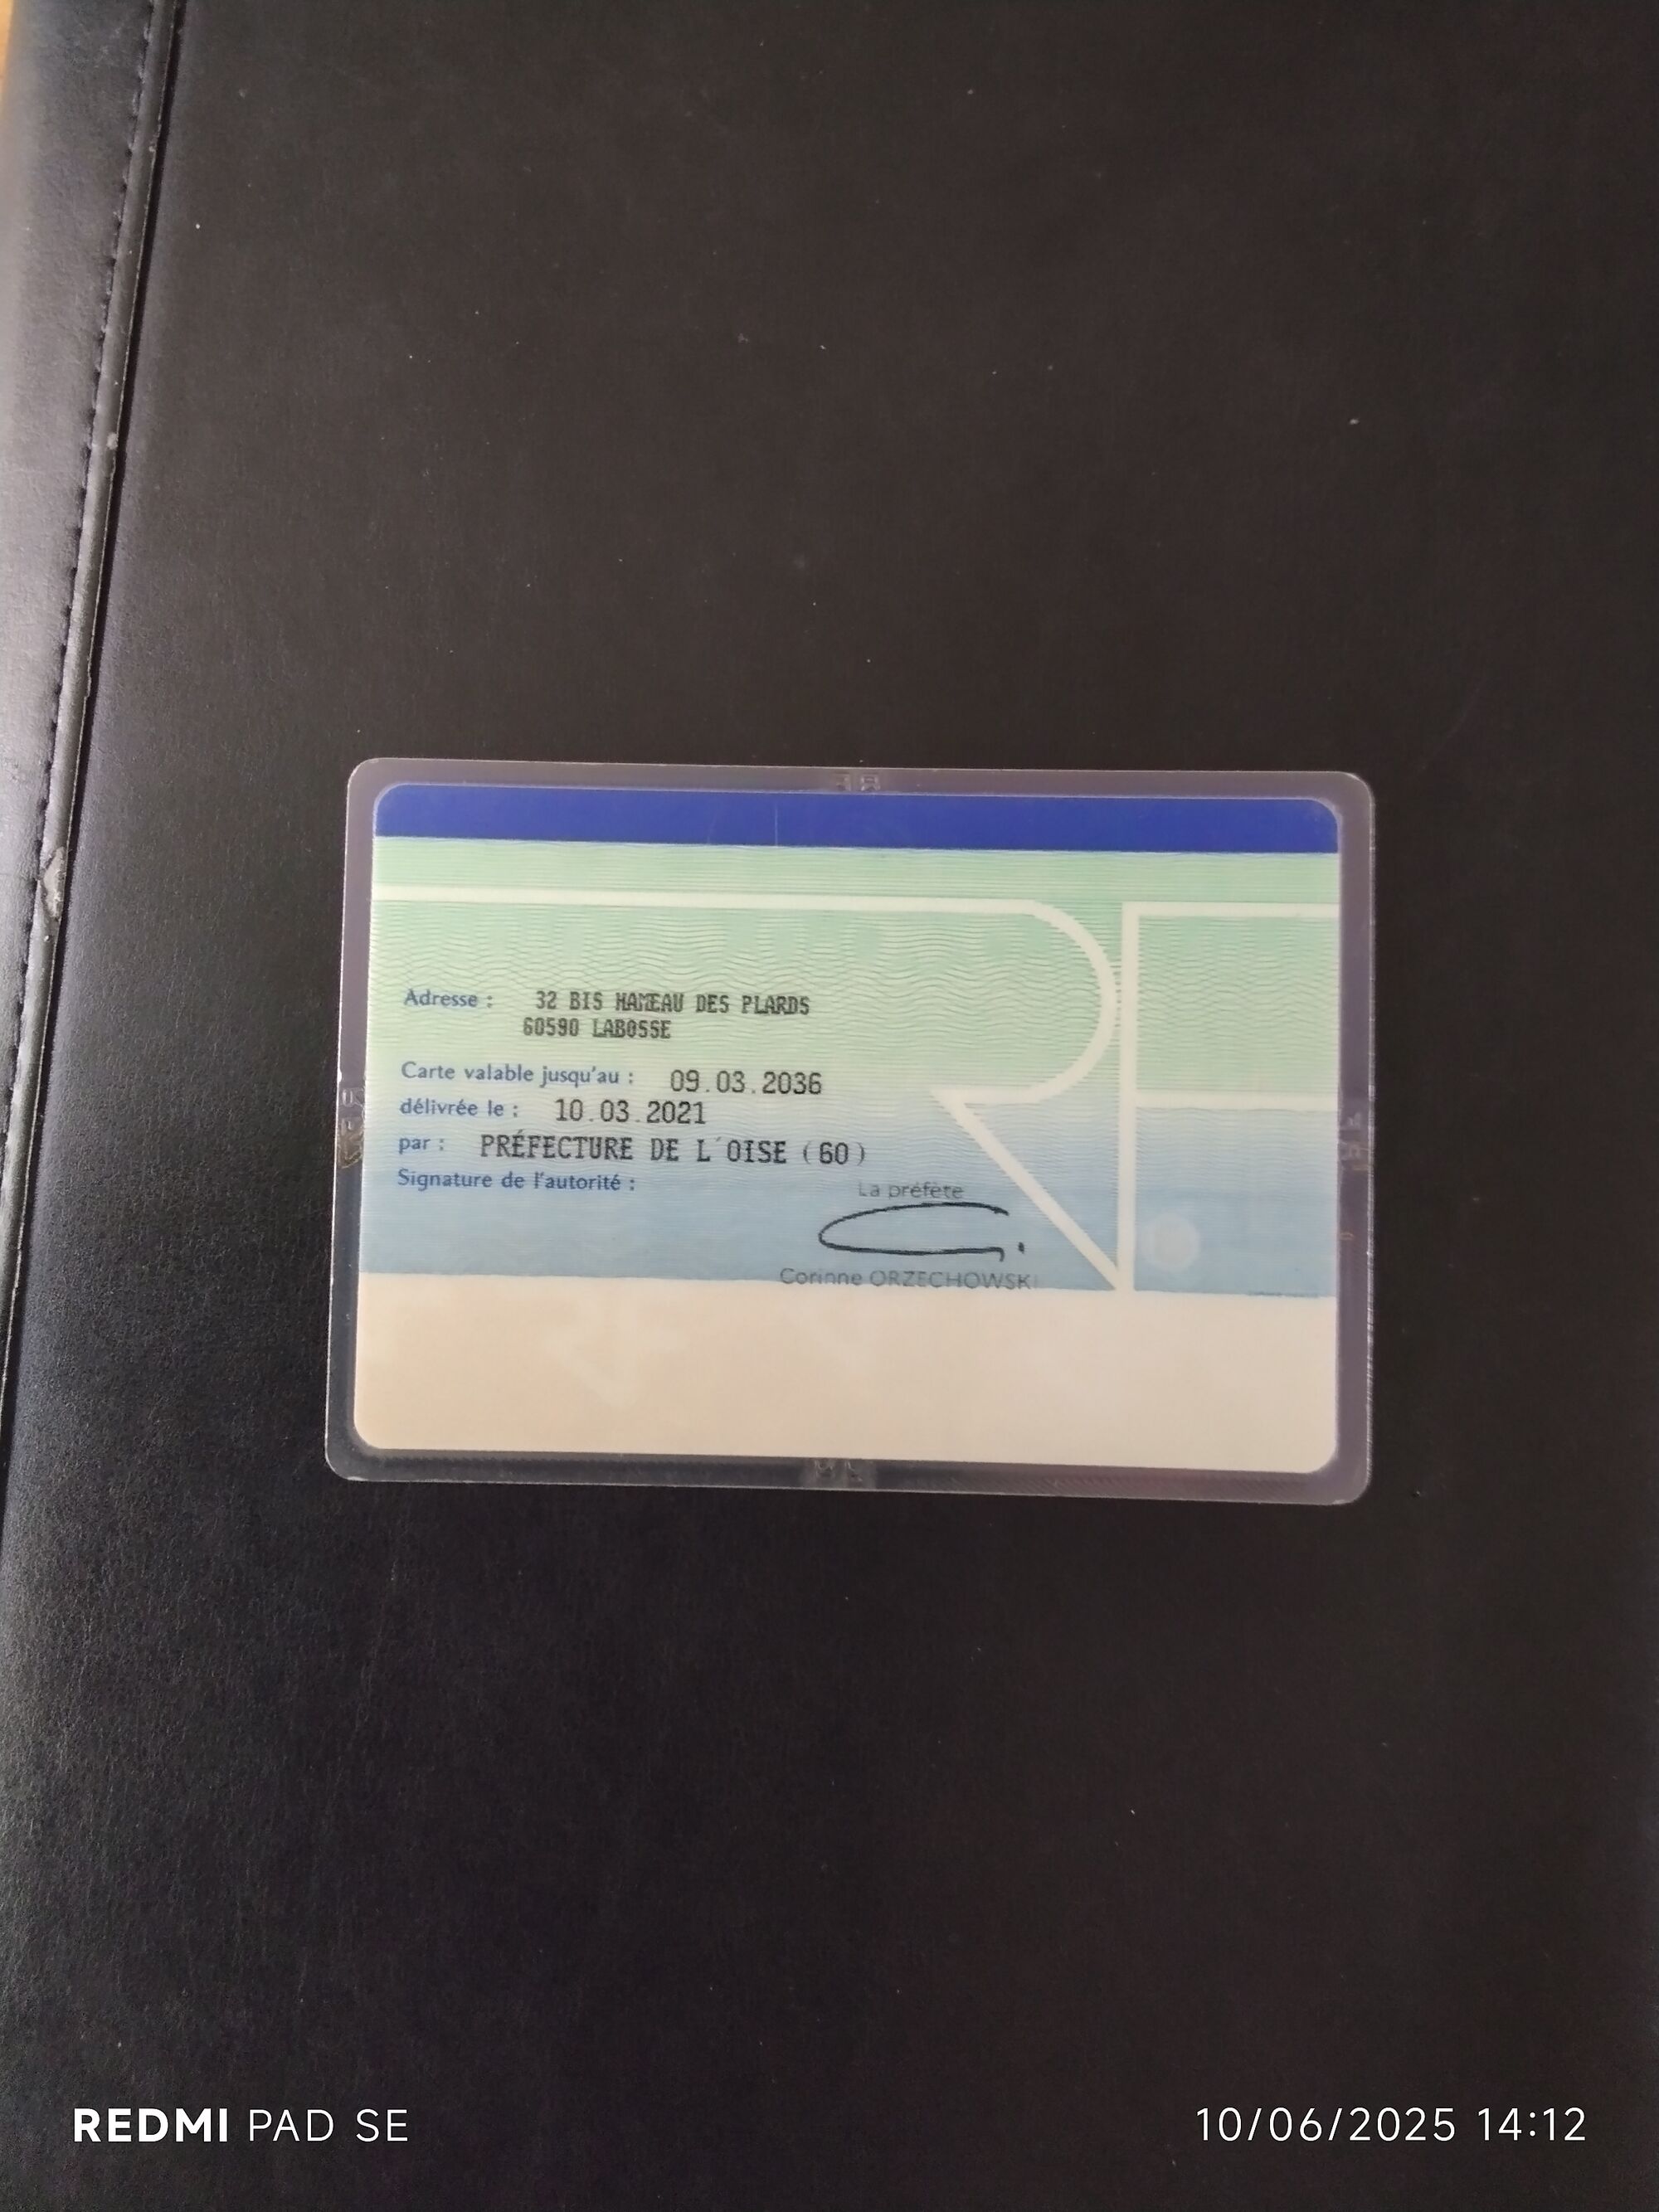 Adresse : 32 BIS HAMEAU DES PLARDS
60590 LABOSSE
Carte valable jusqu'au : 09.03.2036
délivrée le : 10.03.2021
par : PRÉFECTURE DE L'OISE (60)
Signature de l'autorité :
La préfète
Corinne ORZECHOWSKI
RF
REDMI PAD SE
10/06/2025 14:12